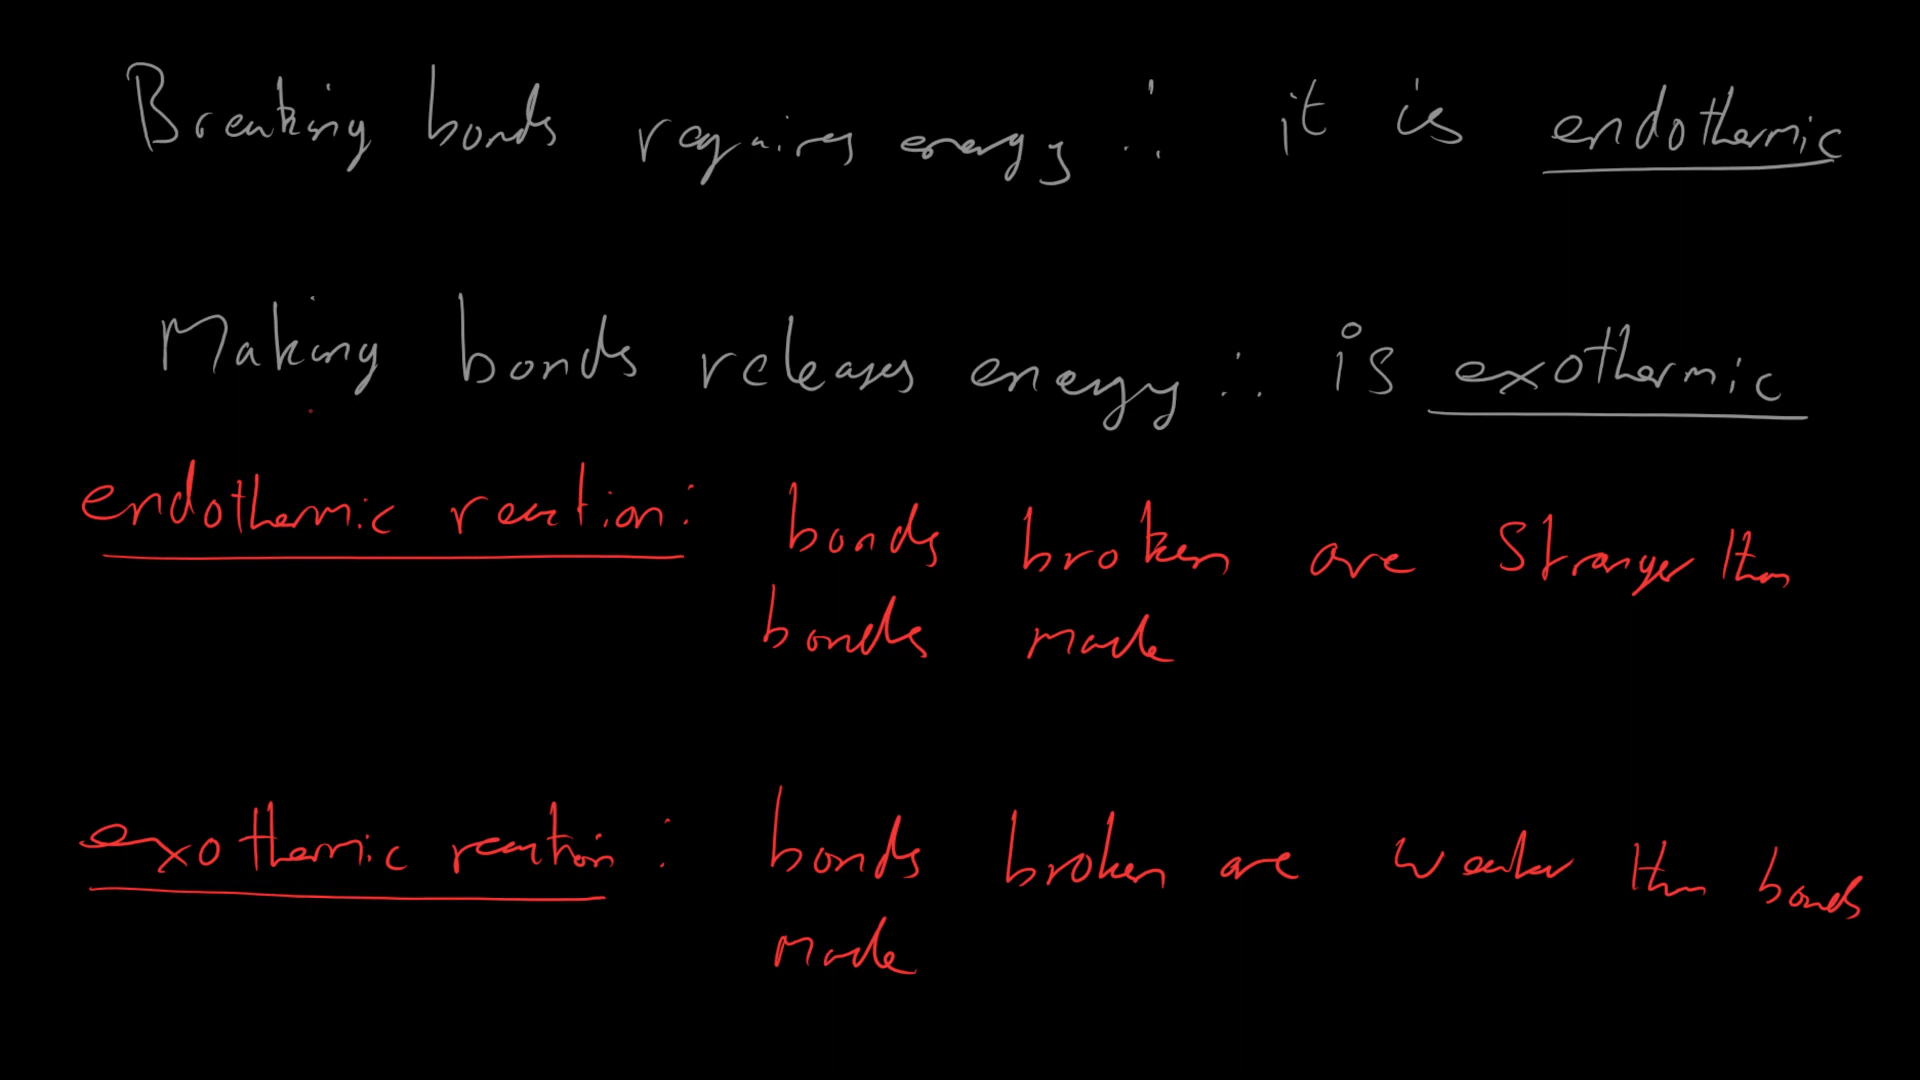 Breaking bonds requires energy ∴ it is endothermic
Making bonds releases energy ∴ is exothermic
endothermic reaction: bonds broken are stronger than
bonds made
exothermic reaction: bonds broken are weaker than bonds
made